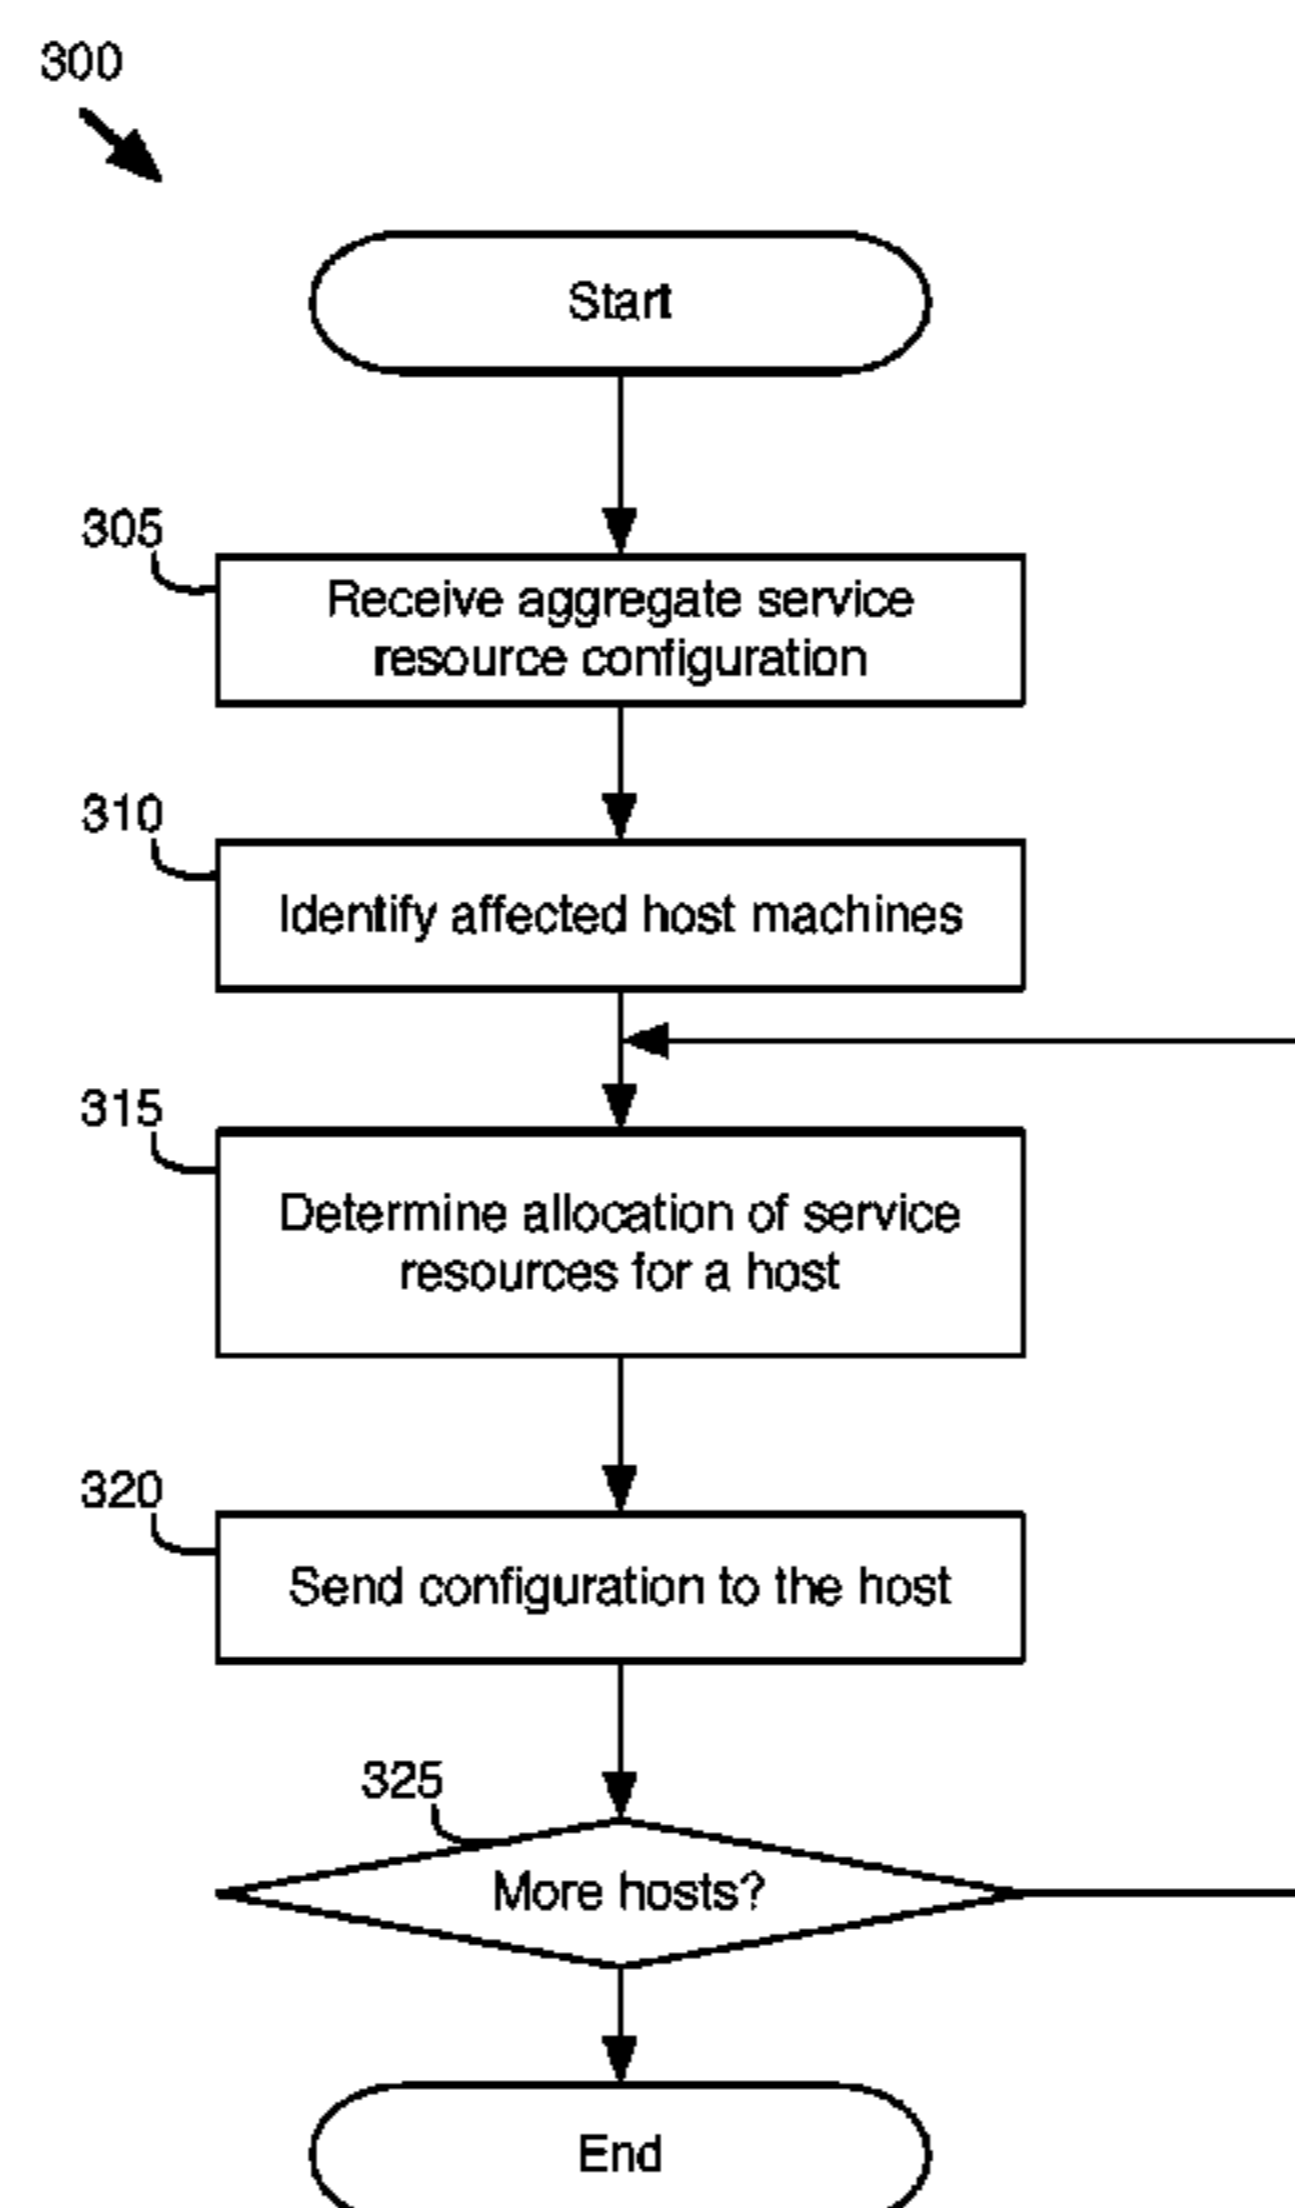 300
Start
305
Receive aggregate service
resource configuration
310
Identify affected host machines
315
Determine allocation of service
resources for a host
320
Send configuration to the host
325
More hosts?
End